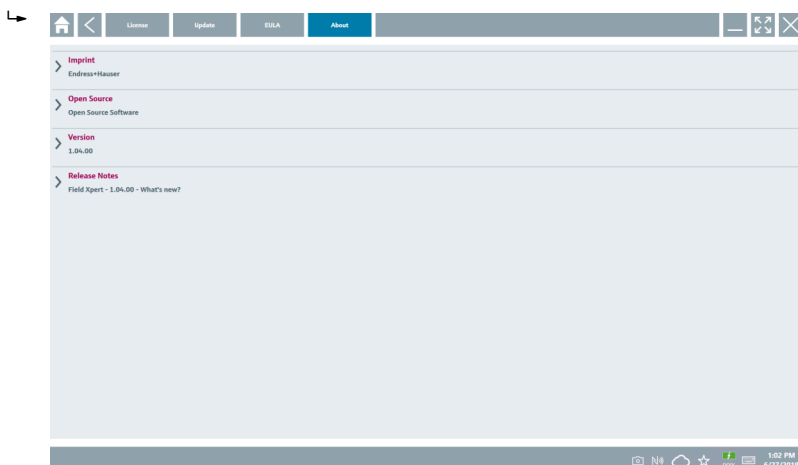 License Update EULA About
Imprint
Endress+Hauser
Open Source
Open Source Software
Version
1.04.00
Release Notes
Field Xpert - 1.04.00 - What's new?
1:02 PM